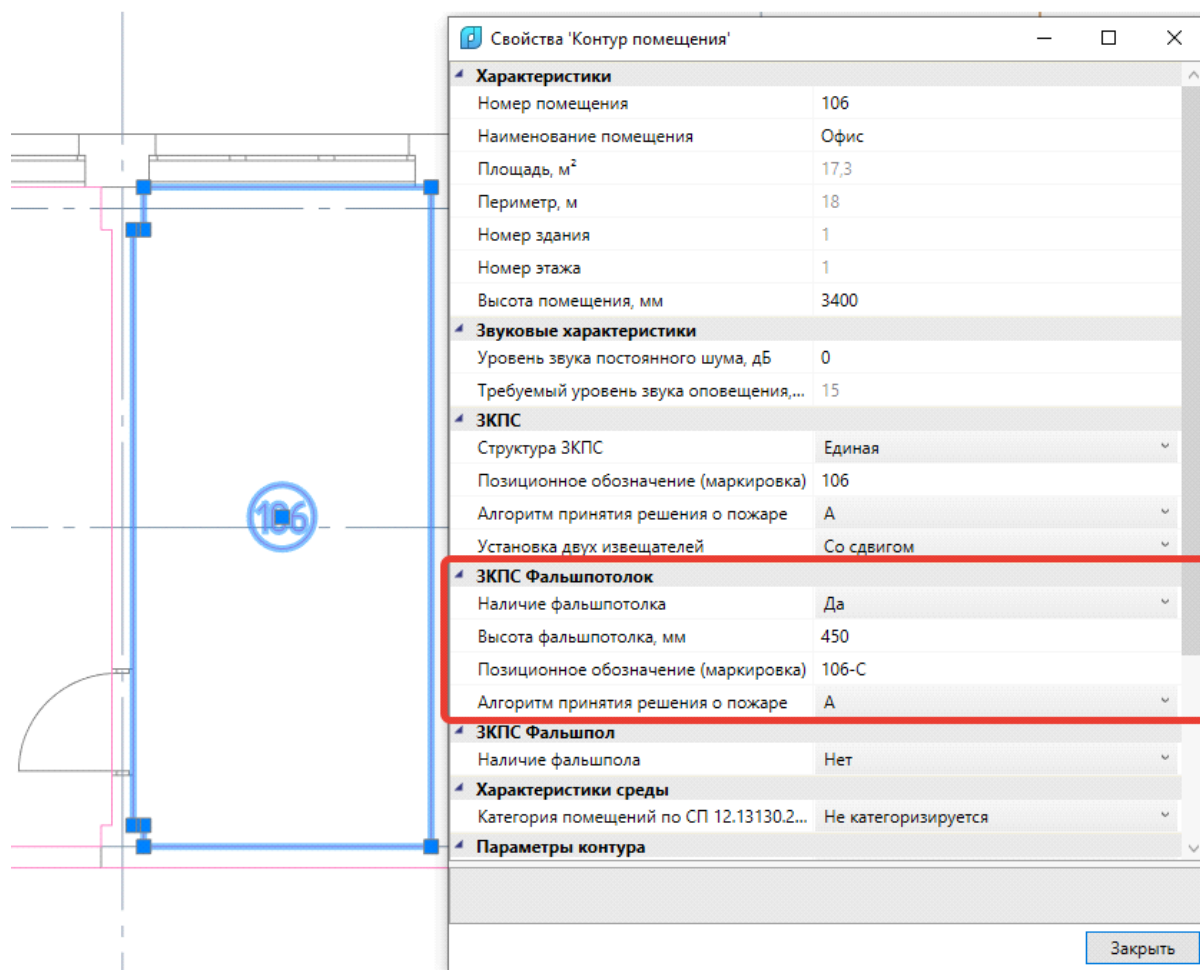 Свойства 'Контур помещения'
Характеристики
Номер помещения 106
Наименование помещения Офис
Площадь, м² 17,3
Периметр, м 18
Номер здания 1
Номер этажа 1
Высота помещения, мм 3400
Звуковые характеристики
Уровень звука постоянного шума, дБ 0
Требуемый уровень звука оповещения,... 15
ЗКПС
Структура ЗКПС Единая
Позиционное обозначение (маркировка) 106
Алгоритм принятия решения о пожаре А
Установка двух извещателей Со сдвигом
ЗКПС Фальшпотолок
Наличие фальшпотолка Да
Высота фальшпотолка, мм 450
Позиционное обозначение (маркировка) 106-С
Алгоритм принятия решения о пожаре А
ЗКПС Фальшпол
Наличие фальшпола Нет
Характеристики среды
Категория помещений по СП 12.13130.2... Не категоризируется
Параметры контура
Закрыть
106